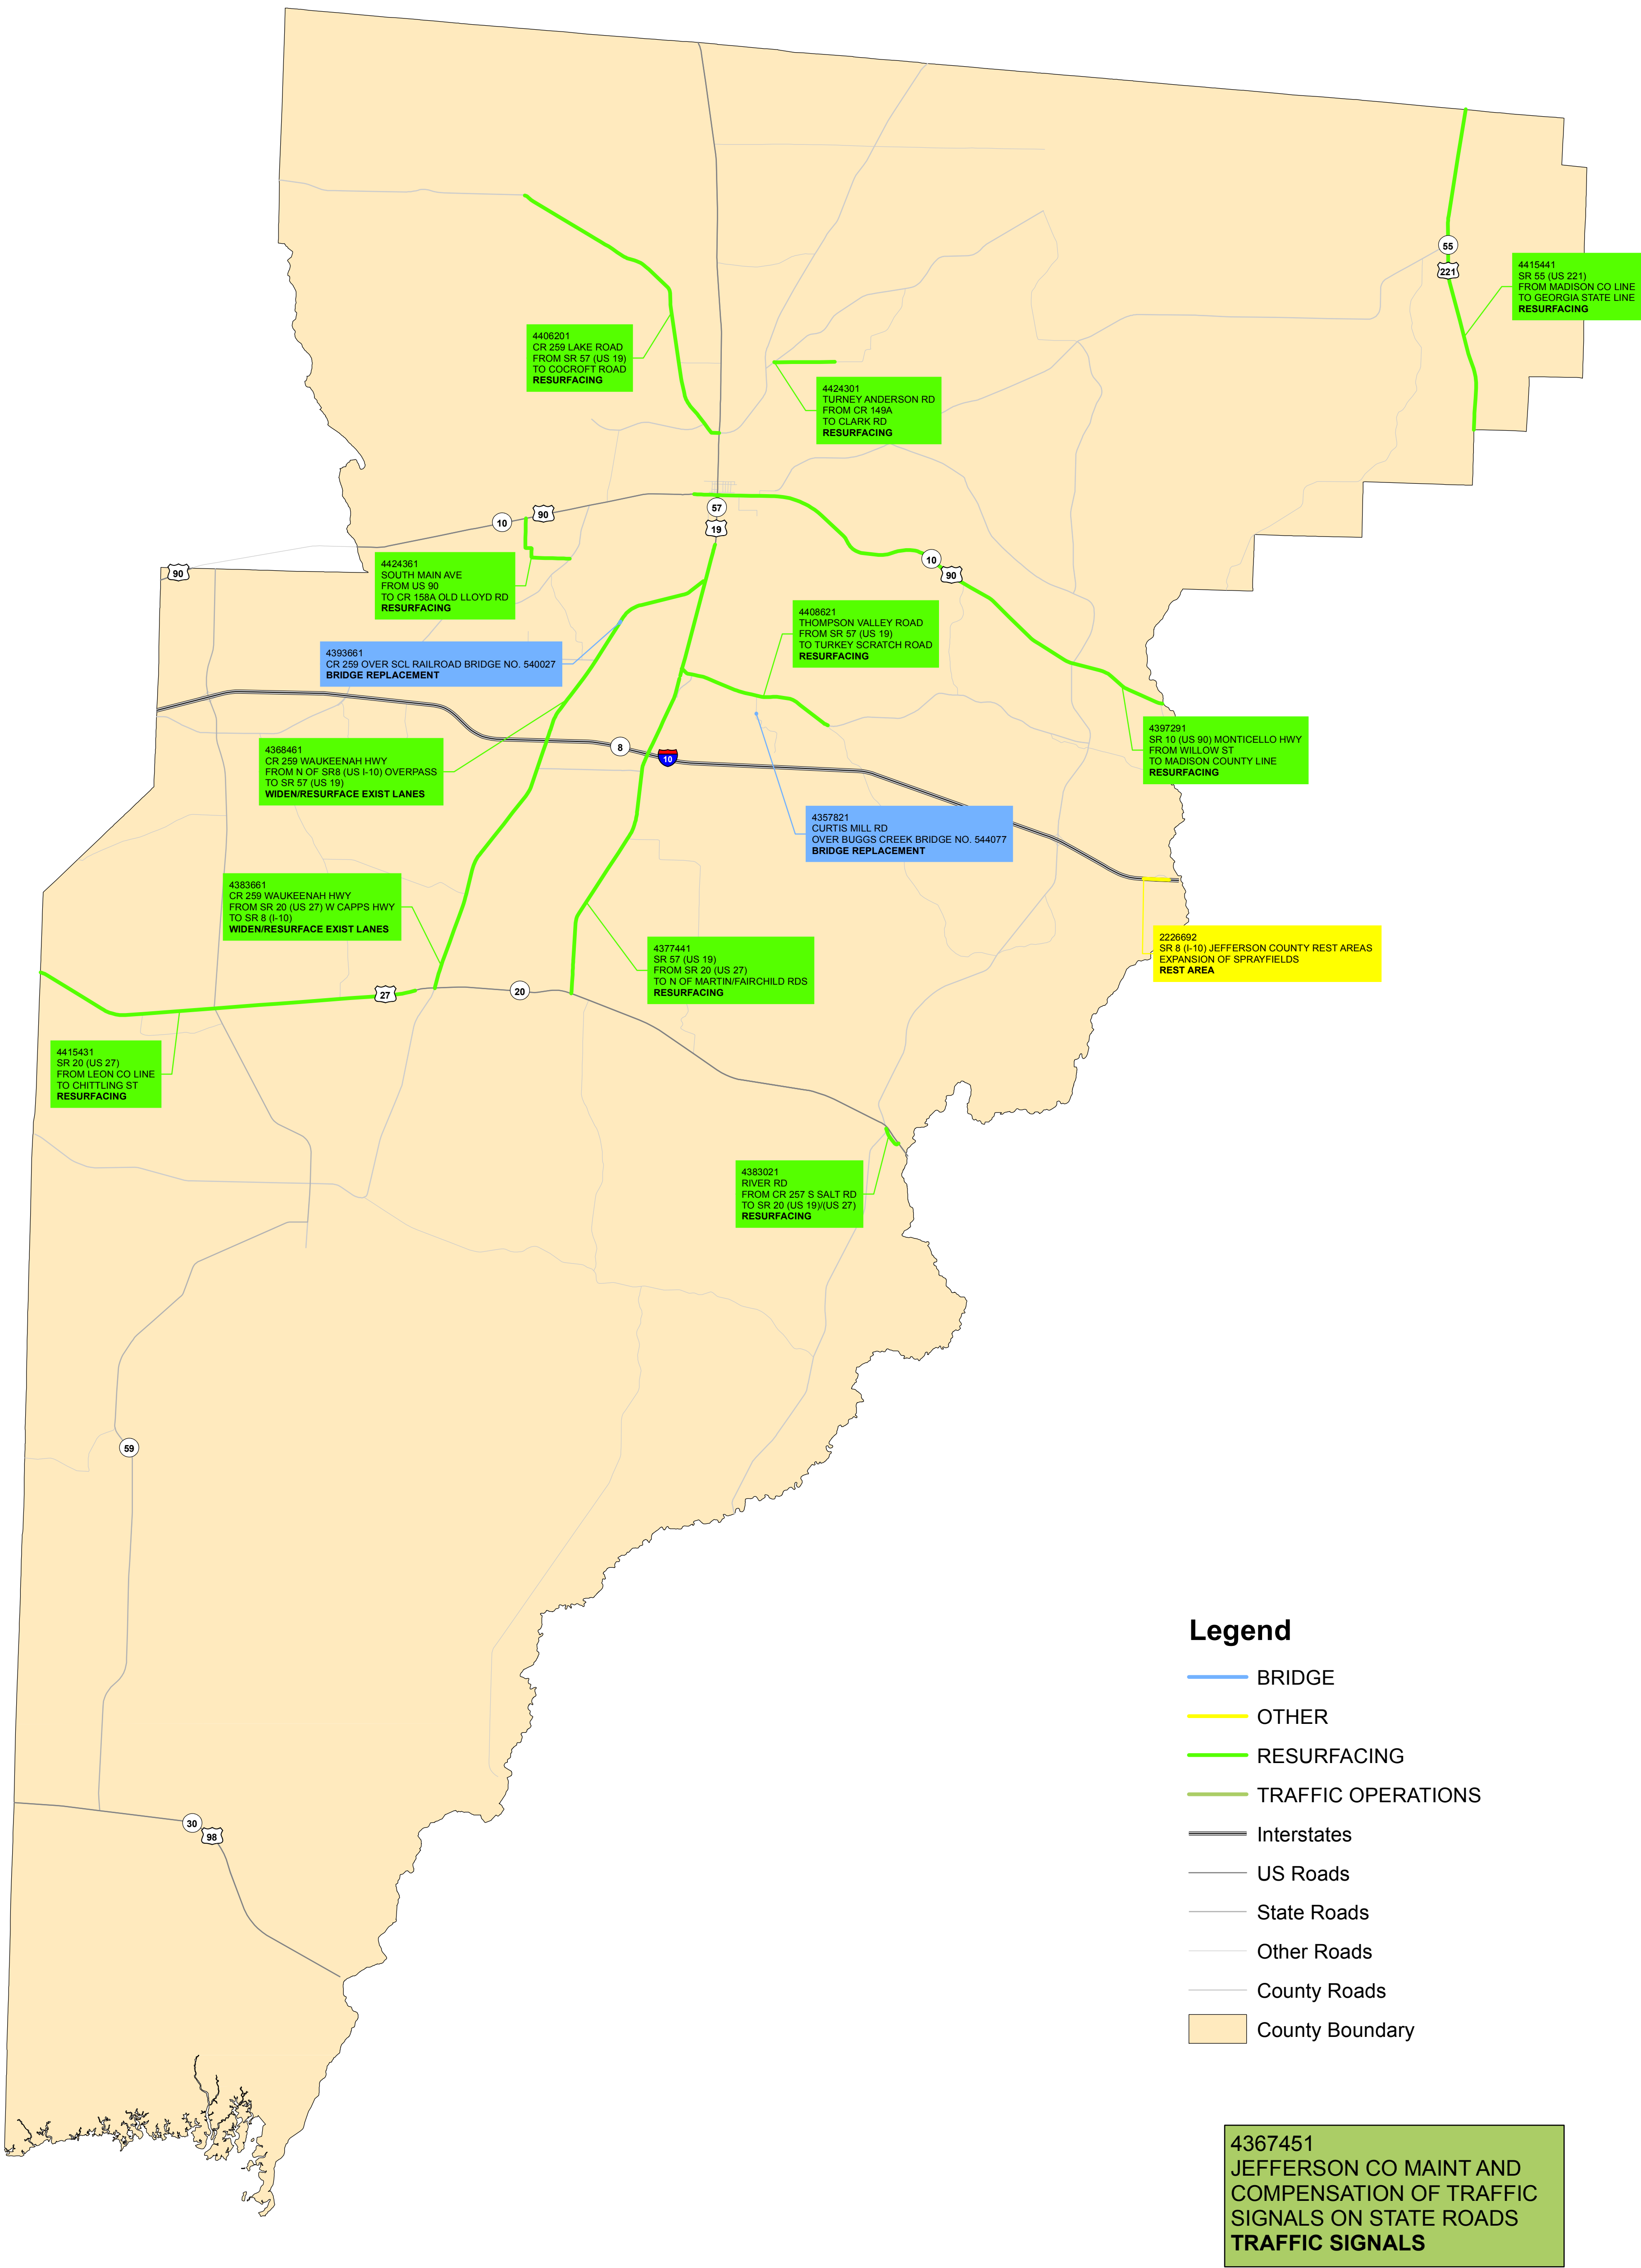 55
221
4415441
SR 55 (US 221)
FROM MADISON CO LINE
TO GEORGIA STATE LINE
RESURFACING
4406201
CR 259 LAKE ROAD
FROM SR 57 (US 19)
TO COCROFT ROAD
RESURFACING
4424301
TURNEY ANDERSON RD
FROM CR 149A
TO CLARK RD
RESURFACING
57
19
10
90
90
10
90
4424361
SOUTH MAIN AVE
FROM US 90
TO CR 158A OLD LLOYD RD
RESURFACING
4408621
THOMPSON VALLEY ROAD
FROM SR 57 (US 19)
TO TURKEY SCRATCH ROAD
RESURFACING
4393661
CR 259 OVER SCL RAILROAD BRIDGE NO. 540027
BRIDGE REPLACEMENT
4397291
SR 10 (US 90) MONTICELLO HWY
FROM WILLOW ST
TO MADISON COUNTY LINE
RESURFACING
4368461
CR 259 WAUKEENAH HWY
FROM N OF SR8 (US I-10) OVERPASS
TO SR 57 (US 19)
WIDEN/RESURFACE EXIST LANES
8
10
4357821
CURTIS MILL RD
OVER BUGGS CREEK BRIDGE NO. 544077
BRIDGE REPLACEMENT
4383661
CR 259 WAUKEENAH HWY
FROM SR 20 (US 27) W CAPPS HWY
TO SR 8 (I-10)
WIDEN/RESURFACE EXIST LANES
4377441
SR 57 (US 19)
FROM SR 20 (US 27)
TO N OF MARTIN/FAIRCHILD RDS
RESURFACING
2226692
SR 8 (I-10) JEFFERSON COUNTY REST AREAS
EXPANSION OF SPRAYFIELDS
REST AREA
27
20
4415431
SR 20 (US 27)
FROM LEON CO LINE
TO CHITTLING ST
RESURFACING
4383021
RIVER RD
FROM CR 257 S SALT RD
TO SR 20 (US 19)/(US 27)
RESURFACING
59
30
98
Legend
BRIDGE
OTHER
RESURFACING
TRAFFIC OPERATIONS
Interstates
US Roads
State Roads
Other Roads
County Roads
County Boundary
4367451
JEFFERSON CO MAINT AND
COMPENSATION OF TRAFFIC
SIGNALS ON STATE ROADS
TRAFFIC SIGNALS